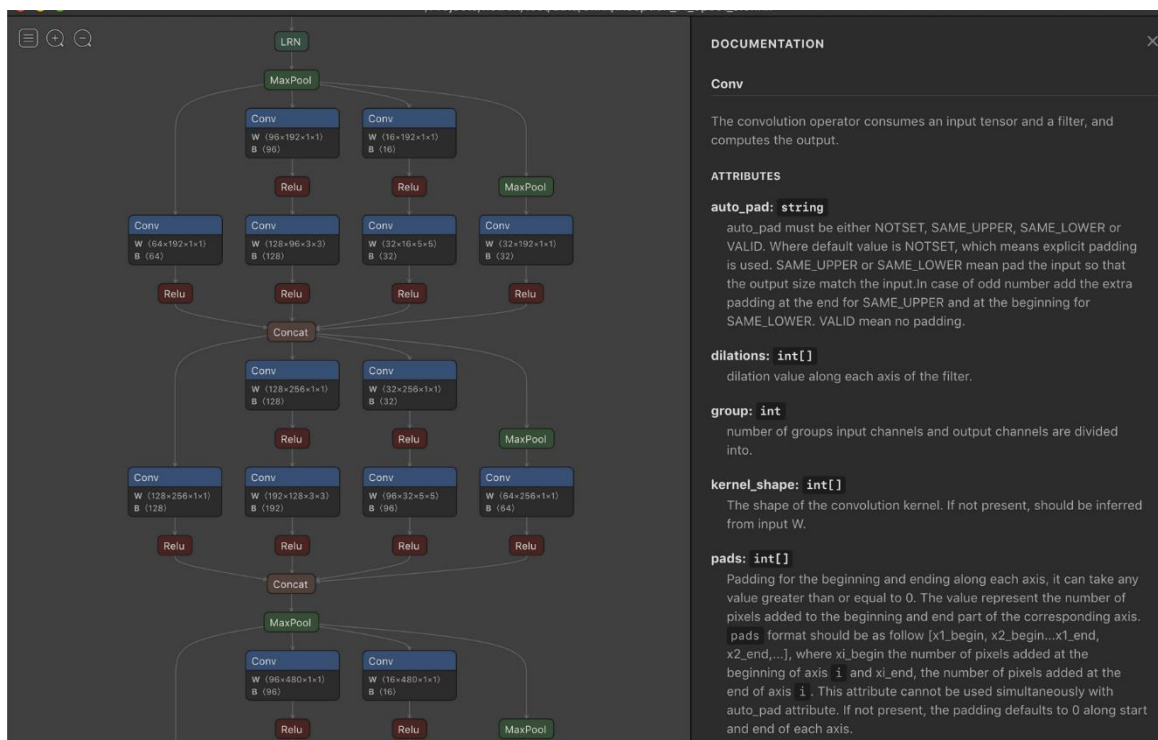 LRN
MaxPool
Conv
W ⟨96×192×1×1⟩
B ⟨96⟩
Conv
W ⟨16×192×1×1⟩
B ⟨16⟩
Relu
Relu
MaxPool
Conv
W ⟨64×192×1×1⟩
B ⟨64⟩
Conv
W ⟨128×96×3×3⟩
B ⟨128⟩
Conv
W ⟨32×16×5×5⟩
B ⟨32⟩
Conv
W ⟨32×192×1×1⟩
B ⟨32⟩
Relu
Relu
Relu
Relu
Concat
Conv
W ⟨128×256×1×1⟩
B ⟨128⟩
Conv
W ⟨32×256×1×1⟩
B ⟨32⟩
Relu
Relu
MaxPool
Conv
W ⟨128×256×1×1⟩
B ⟨128⟩
Conv
W ⟨192×128×3×3⟩
B ⟨192⟩
Conv
W ⟨96×32×5×5⟩
B ⟨96⟩
Conv
W ⟨64×256×1×1⟩
B ⟨64⟩
Relu
Relu
Relu
Relu
Concat
MaxPool
Conv
W ⟨96×480×1×1⟩
B ⟨96⟩
Conv
W ⟨16×480×1×1⟩
B ⟨16⟩
Relu
Relu
MaxPool
DOCUMENTATION
Conv
The convolution operator consumes an input tensor and a filter, and
computes the output.
ATTRIBUTES
auto_pad: string
auto_pad must be either NOTSET, SAME_UPPER, SAME_LOWER or
VALID. Where default value is NOTSET, which means explicit padding
is used. SAME_UPPER or SAME_LOWER mean pad the input so that
the output size match the input.In case of odd number add the extra
padding at the end for SAME_UPPER and at the beginning for
SAME_LOWER. VALID mean no padding.
dilations: int[]
dilation value along each axis of the filter.
group: int
number of groups input channels and output channels are divided
into.
kernel_shape: int[]
The shape of the convolution kernel. If not present, should be inferred
from input W.
pads: int[]
Padding for the beginning and ending along each axis, it can take any
value greater than or equal to 0. The value represent the number of
pixels added to the beginning and end part of the corresponding axis.
pads format should be as follow [x1_begin, x2_begin...x1_end,
x2_end,...], where xi_begin the number of pixels added at the
beginning of axis i and xi_end, the number of pixels added at the
end of axis i. This attribute cannot be used simultaneously with
auto_pad attribute. If not present, the padding defaults to 0 along start
and end of each axis.